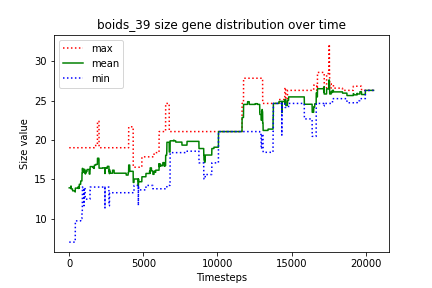 boids_39 size gene distribution over time
max
mean
min
Size value
30
25
20
15
10
0
5000
10000
15000
20000
Timesteps